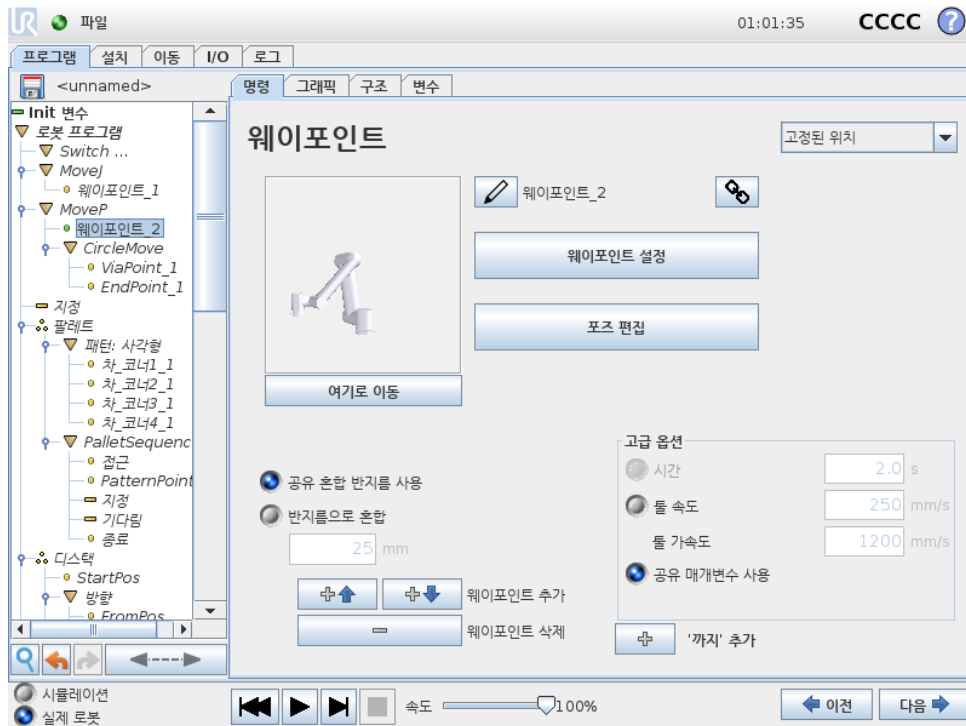 UR 파일 01:01:35 CCCC ?
프로그램 설치 이동 I/O 로그
<unnamed>
명령 그래픽 구조 변수
Init 변수
로봇 프로그램
Switch ...
MoveJ
웨이포인트_1
MoveP
웨이포인트_2
CircleMove
ViaPoint_1
EndPoint_1
지정
팔레트
패턴: 사각형
차_코너1_1
차_코너2_1
차_코너3_1
차_코너4_1
PalletSequenc
접근
PatternPoint
지정
기다림
종료
디스택
StartPos
방향
FromPos
웨이포인트
고정된 위치
웨이포인트_2
웨이포인트 설정
포즈 편집
여기로 이동
공유 혼합 반지름 사용
반지름으로 혼합
25 mm
웨이포인트 추가
웨이포인트 삭제
고급 옵션
시간 2.0 s
툴 속도 250 mm/s
툴 가속도 1200 mm/s
공유 매개변수 사용
'까지' 추가
시뮬레이션
실제 로봇
속도 100%
이전 다음